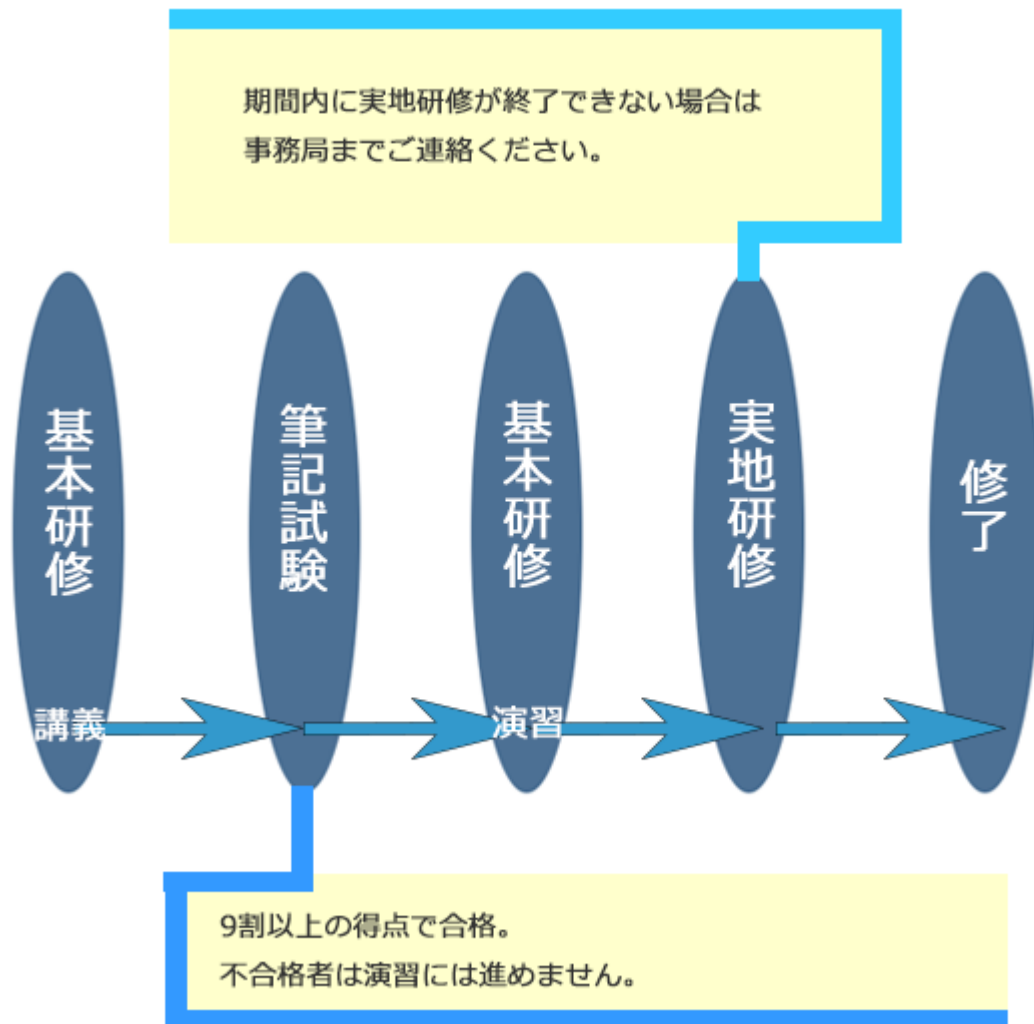 期間内に実地研修が終了できない場合は
事務局までご連絡ください。
基本研修
講義
筆記試験
基本研修
演習
実地研修
修了
9割以上の得点で合格。
不合格者は演習には進めません。